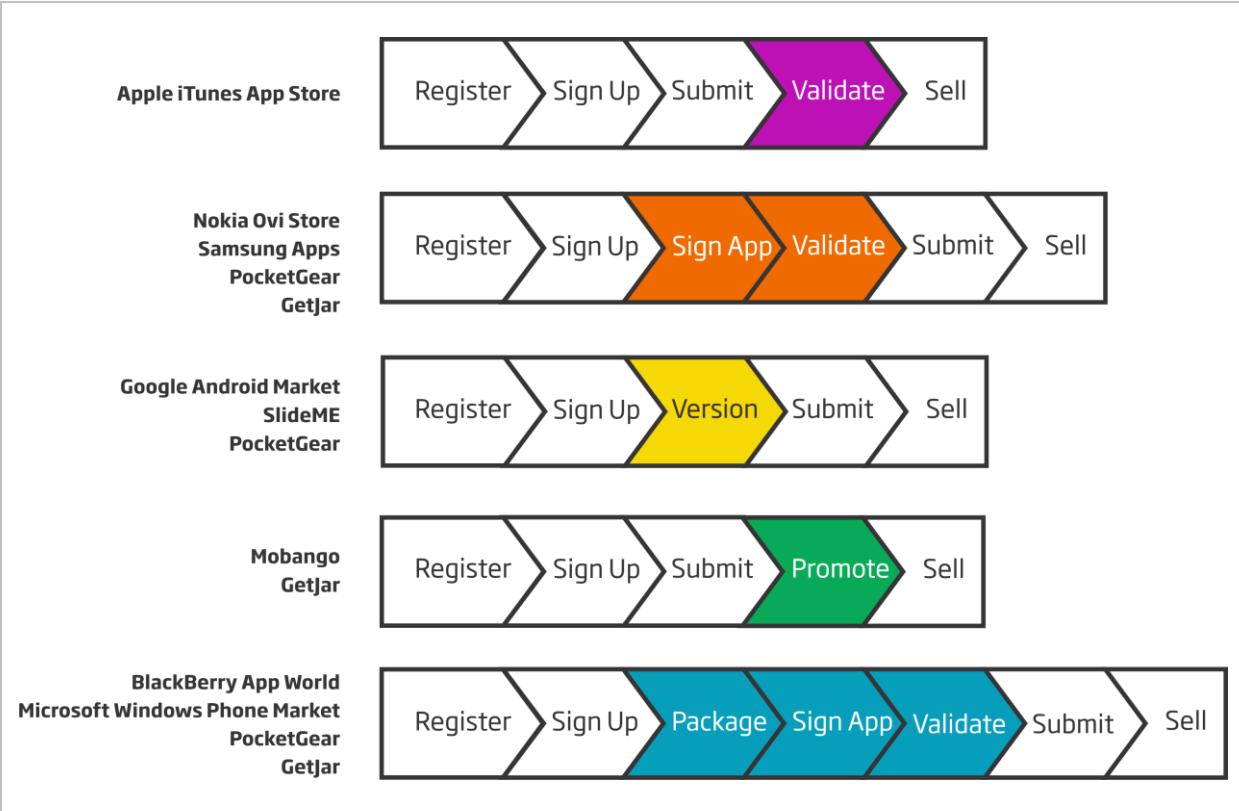 Apple iTunes App Store
Register Sign Up Submit Validate Sell
Nokia Ovi Store
Samsung Apps
PocketGear
GetJar
Register Sign Up Sign App Validate Submit Sell
Google Android Market
SlideME
PocketGear
Register Sign Up Version Submit Sell
Mobango
GetJar
Register Sign Up Submit Promote Sell
BlackBerry App World
Microsoft Windows Phone Market
PocketGear
GetJar
Register Sign Up Package Sign App Validate Submit Sell